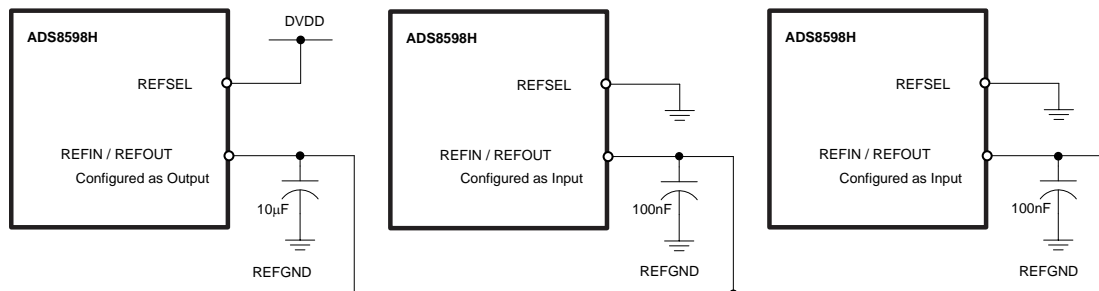 DVDD
ADS8598H
REFSEL
REFIN / REFOUT
Configured as Output
10µF
REFGND
ADS8598H
REFSEL
REFIN / REFOUT
Configured as Input
100nF
REFGND
ADS8598H
REFSEL
REFIN / REFOUT
Configured as Input
100nF
REFGND